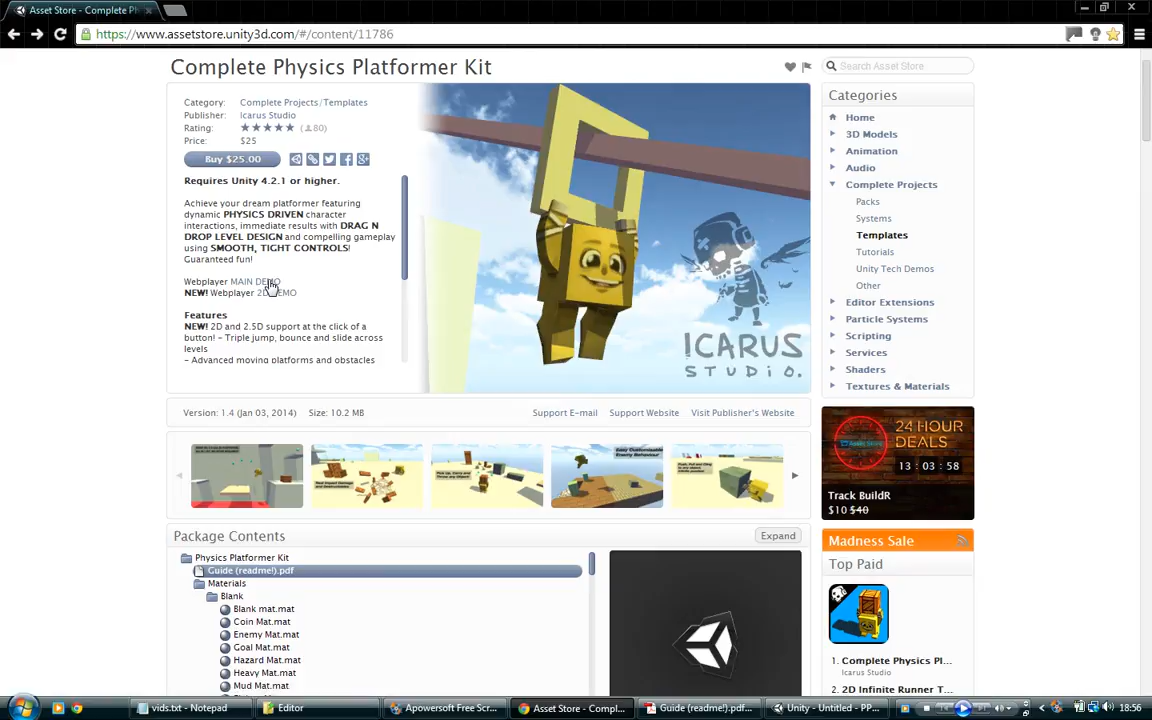 Asset Store - Complete Ph
https://www.assetstore.unity3d.com/#/content/11786
Complete Physics Platformer Kit
Search Asset Store
Category: Complete Projects/Templates
Publisher: Icarus Studio
Rating: ★★★★★ (80)
Price: $25
Buy $25.00
Requires Unity 4.2.1 or higher.
Achieve your dream platformer featuring
dynamic PHYSICS DRIVEN character
interactions, immediate results with DRAG N
DROP LEVEL DESIGN and compelling gameplay
using SMOOTH, TIGHT CONTROLS!
Guaranteed fun!
Webplayer MAIN DEMO
NEW! Webplayer 2D DEMO
Features
NEW! 2D and 2.5D support at the click of a
button! - Triple jump, bounce and slide across
levels
- Advanced moving platforms and obstacles
ICARUS
STUDIO.
Categories
Home
3D Models
Animation
Audio
Complete Projects
Packs
Systems
Templates
Tutorials
Unity Tech Demos
Other
Editor Extensions
Particle Systems
Scripting
Services
Shaders
Textures & Materials
Version: 1.4 (Jan 03, 2014) Size: 10.2 MB
Support E-mail Support Website Visit Publisher's Website
24 HOUR
DEALS
13 : 03 : 58
Track BuildR
$10 $40
Madness Sale
Top Paid
1. Complete Physics Pl...
Icarus Studio
2. 2D Infinite Runner T...
Package Contents
Expand
Physics Platformer Kit
Guide (readme!).pdf
Materials
Blank
Blank mat.mat
Coin Mat.mat
Enemy Mat.mat
Goal Mat.mat
Hazard Mat.mat
Heavy Mat.mat
Mud Mat.mat
vids.txt - Notepad
Editor
Apowersoft Free Scr...
Asset Store - Compl...
Guide (readme!).pdf...
Unity - Untitled - PP...
18:56